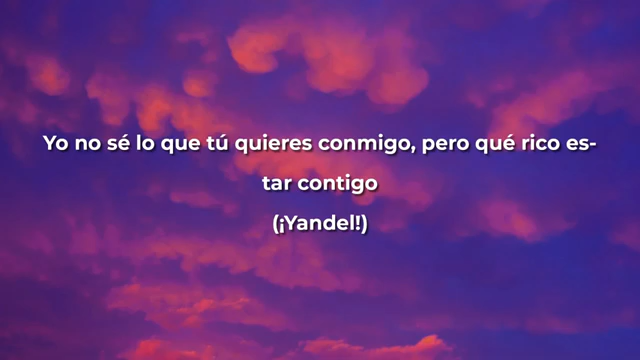 Yo no sé lo que tú quieres conmigo, pero qué rico es-
tar contigo
(¡Yandel!)